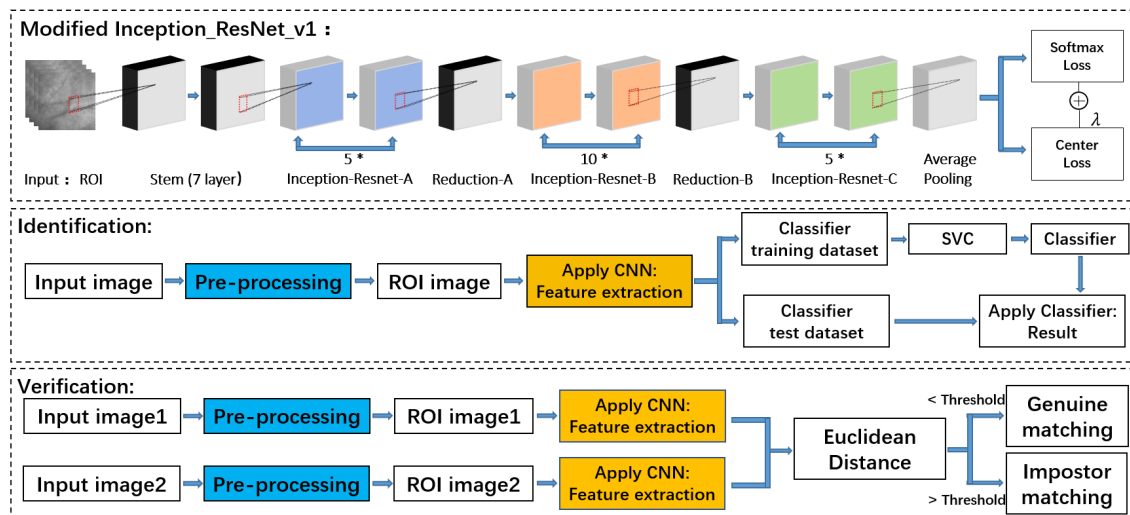 Modified Inception_ResNet_v1：
Softmax
Loss
λ
Center
Loss
5 *
10 *
5 *
Input：ROI
Stem (7 layer)
Inception-Resnet-A
Reduction-A
Inception-Resnet-B
Reduction-B
Inception-Resnet-C
Average
Pooling
Identification:
Input image
Pre-processing
ROI image
Apply CNN:
Feature extraction
Classifier
training dataset
SVC
Classifier
Classifier
test dataset
Apply Classifier:
Result
Verification:
Input image1
Pre-processing
ROI image1
Apply CNN:
Feature extraction
Input image2
Pre-processing
ROI image2
Apply CNN:
Feature extraction
Euclidean
Distance
< Threshold
Genuine
matching
> Threshold
Impostor
matching